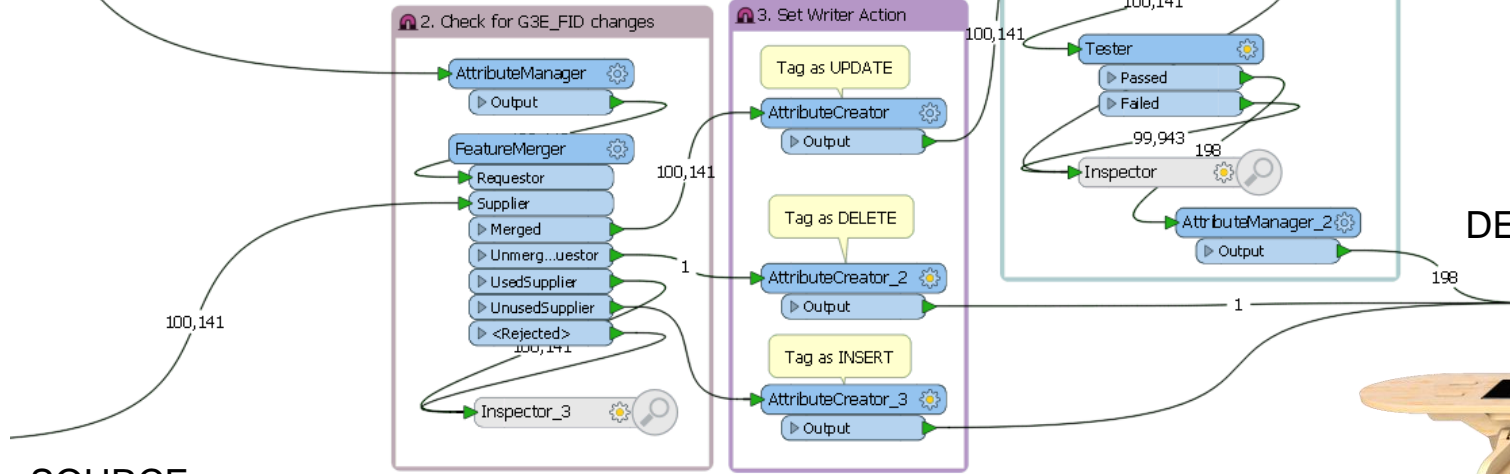 2. Check for G3E_FID changes
AttributeManager
Output
FeatureMerger
Requestor
Supplier
Merged
Unmerg...uestor
UsedSupplier
UnusedSupplier
<Rejected>
100,141
Inspector_3
100,141
100,141
1
3. Set Writer Action
Tag as UPDATE
AttributeCreator
Output
Tag as DELETE
AttributeCreator_2
Output
Tag as INSERT
AttributeCreator_3
Output
100,141
100,141
Tester
Passed
Failed
99,943
198
Inspector
AttributeManager_2
Output
198
1
DE
SOURCE